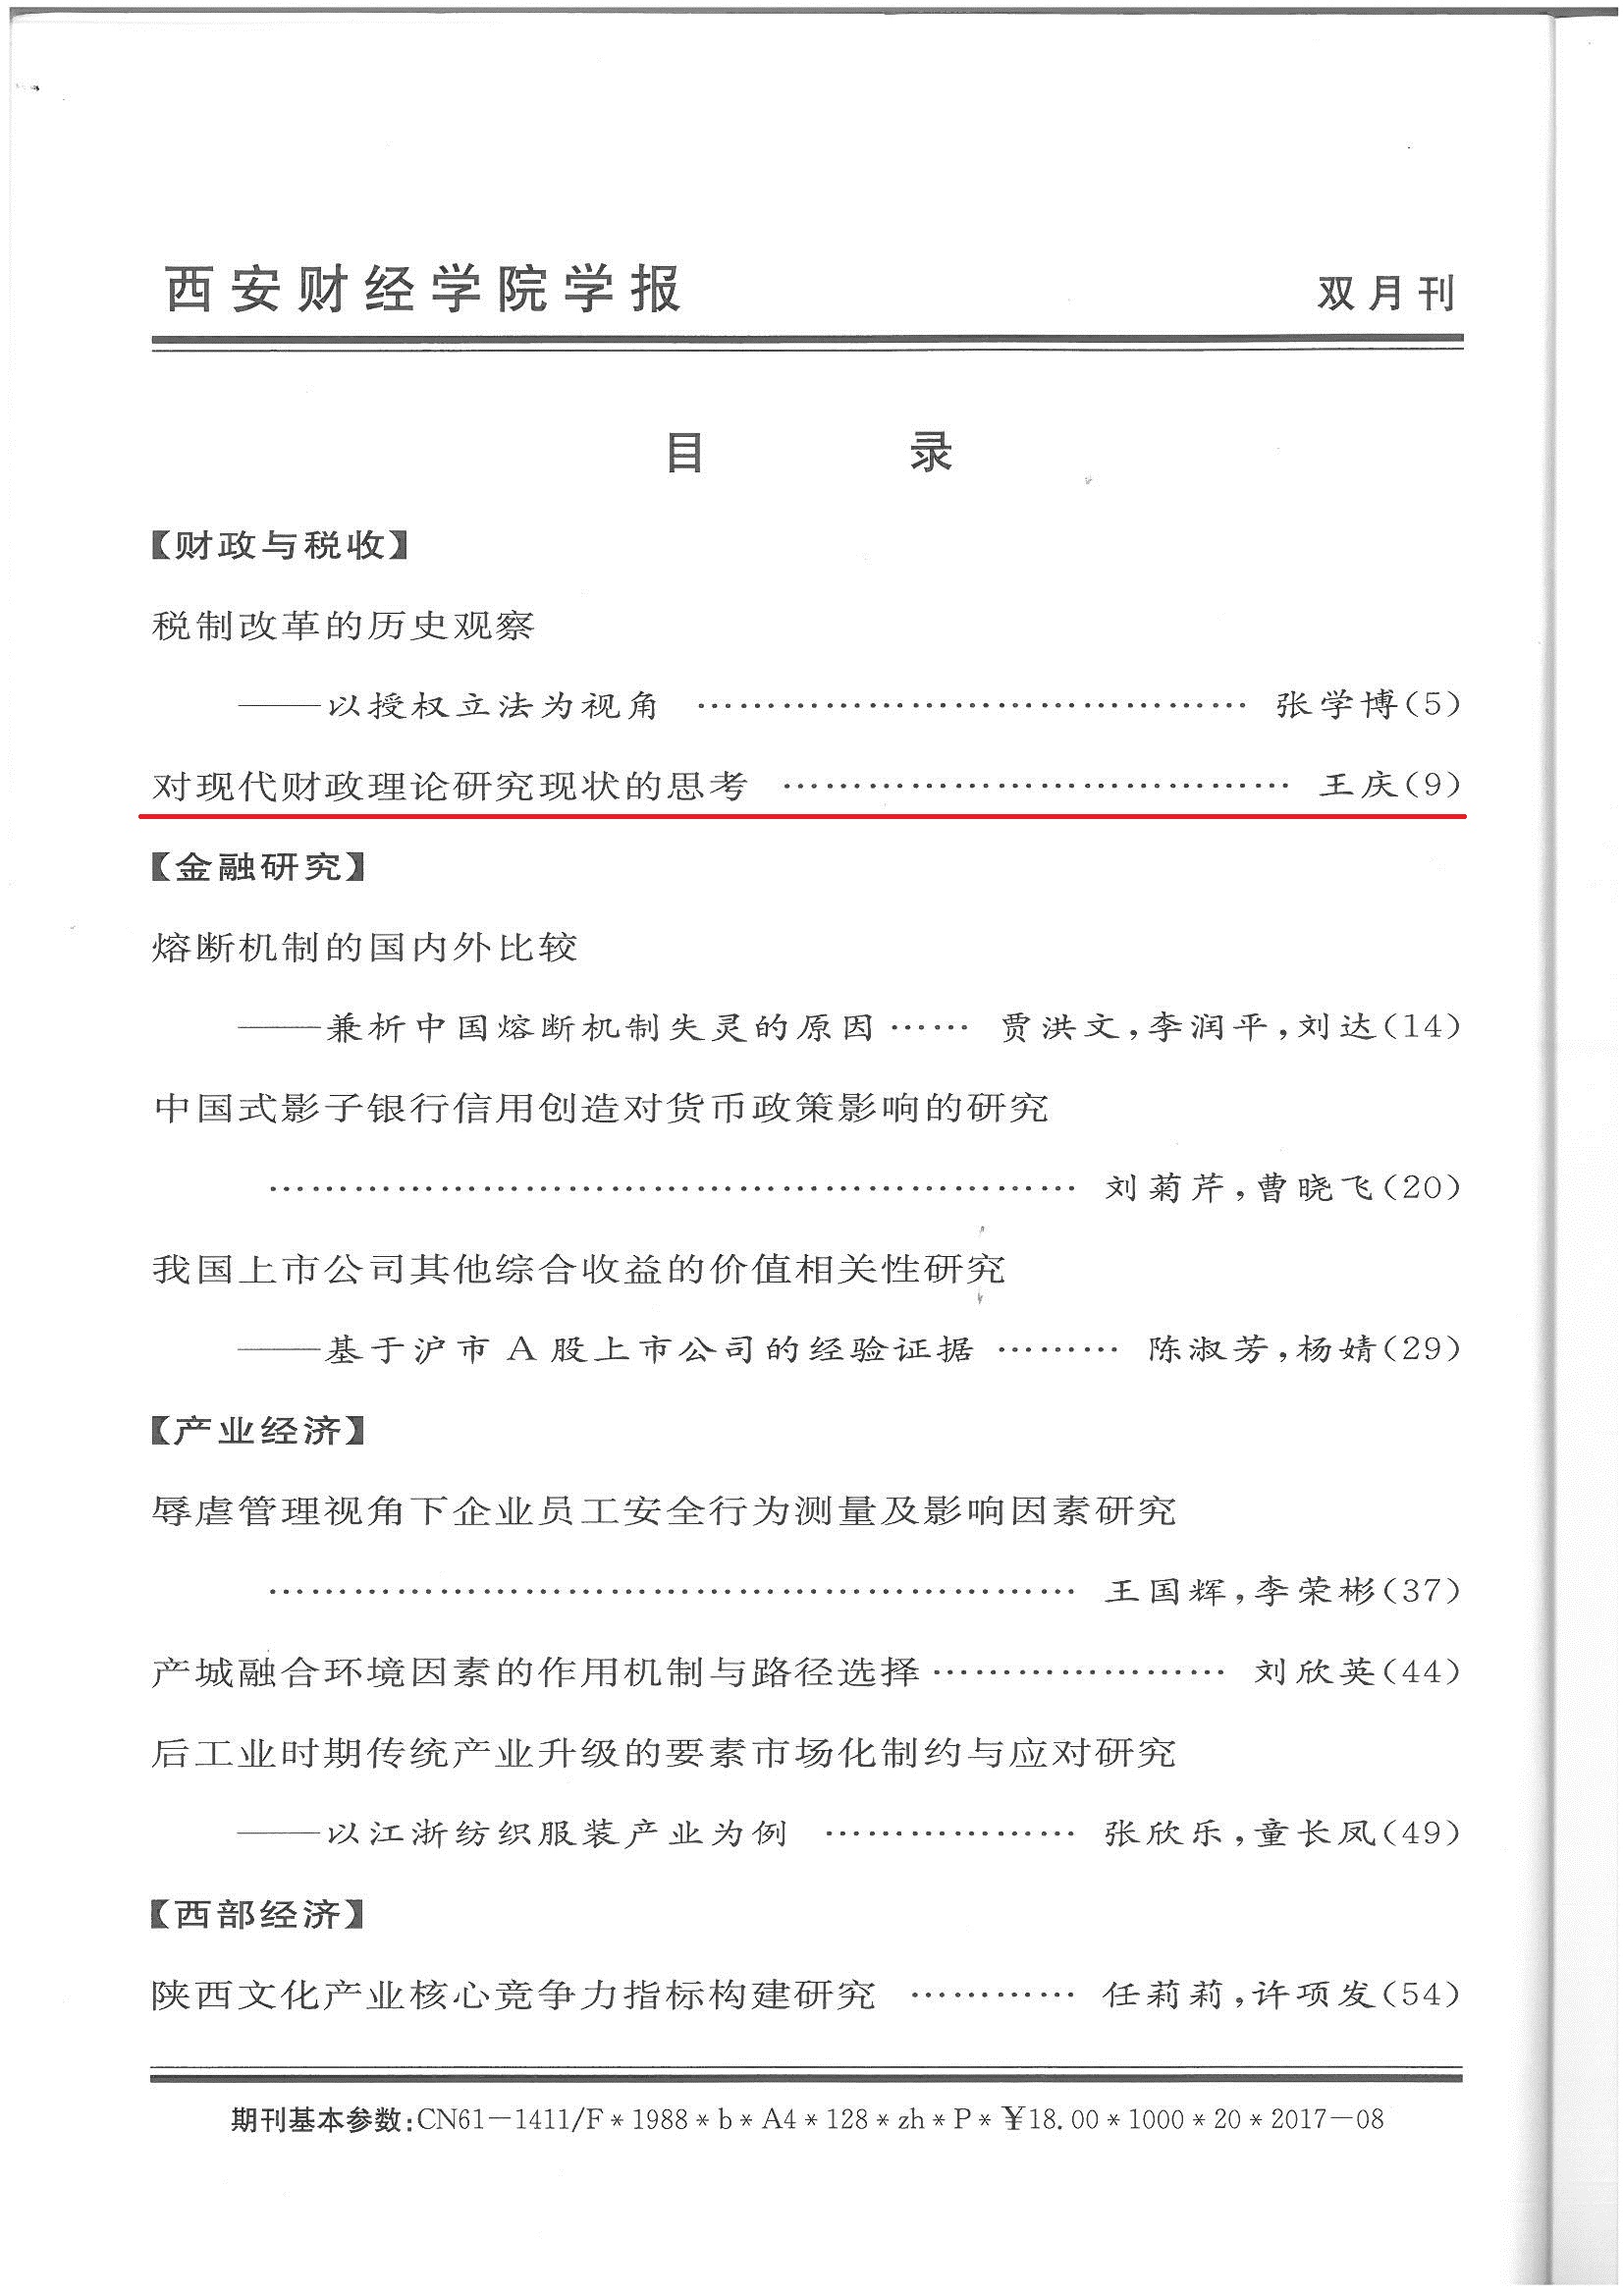 西安财经学院学报 双月刊
目 录
【财政与税收】
税制改革的历史观察
——以授权立法为视角 …………………………………… 张学博(5)
对现代财政理论研究现状的思考 ………………………………… 王庆(9)
【金融研究】
熔断机制的国内外比较
——兼析中国熔断机制失灵的原因 …… 贾洪文,李润平,刘达(14)
中国式影子银行信用创造对货币政策影响的研究
…………………………………………………… 刘菊芹,曹晓飞(20)
我国上市公司其他综合收益的价值相关性研究
——基于沪市 A 股上市公司的经验证据 ……… 陈淑芳,杨婧(29)
【产业经济】
辱虐管理视角下企业员工安全行为测量及影响因素研究
…………………………………………………… 王国辉,李荣彬(37)
产城融合环境因素的作用机制与路径选择 ………………… 刘欣英(44)
后工业时期传统产业升级的要素市场化制约与应对研究
——以江浙纺织服装产业为例 ……………… 张欣乐,童长凤(49)
【西部经济】
陕西文化产业核心竞争力指标构建研究 ………… 任莉莉,许项发(54)
期刊基本参数:CN61-1411/F*1988*b*A4*128*zh*P*¥18.00*1000*20*2017-08